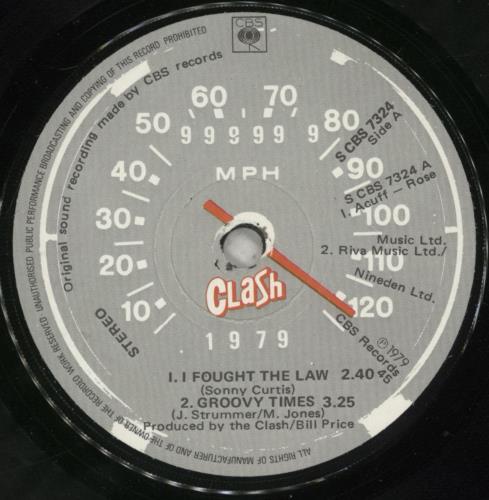 CBS
UNAUTHORISED PUBLIC PERFORMANCE BROADCASTING AND COPYING OF THIS RECORD PROHIBITED
ALL RIGHTS OF MANUFACTURER AND THE OWNER OF THE RECORDED WORK RESERVED
Original sound recording made by CBS records
10
20
30
40
50
60
70
80
90
100
120
99999 9
MPH
S CBS 7324
Side A
S CBS 7324 A
1. Acuff – Rose
Music Ltd.
2. Riva Music Ltd./
Nineden Ltd.
℗ 1979
CBS Records
45
STEREO
CLASH
1979
1. I FOUGHT THE LAW 2.40
(Sonny Curtis)
2. GROOVY TIMES 3.25
(J. Strummer/M. Jones)
Produced by the Clash/Bill Price